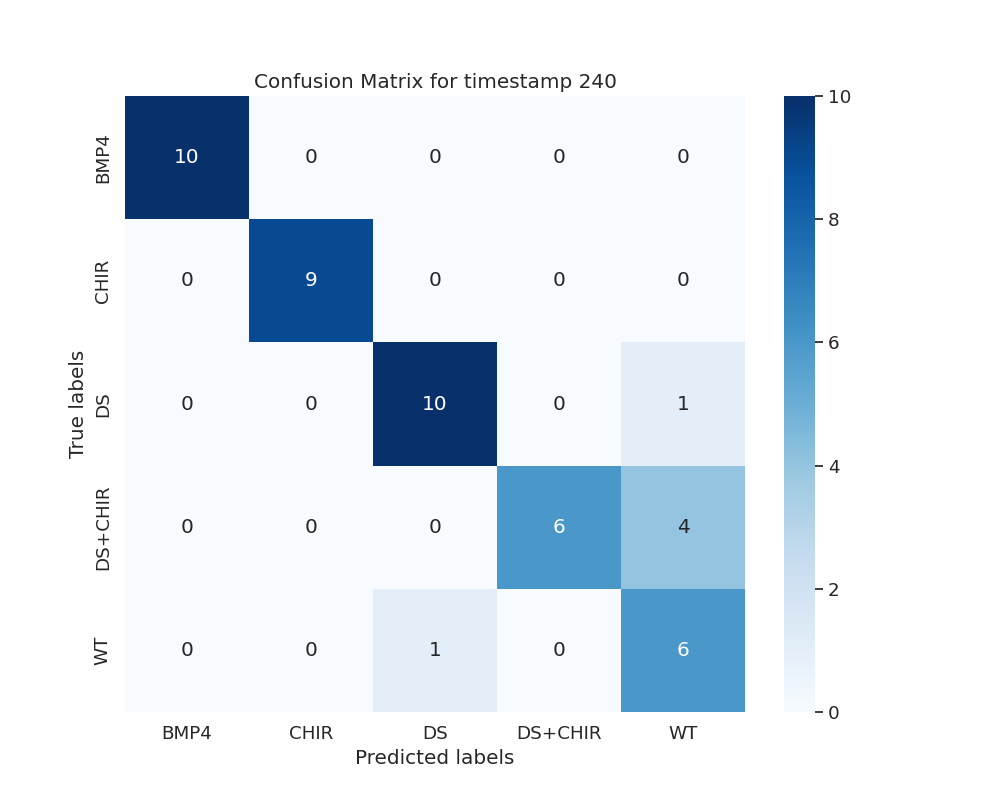 Confusion Matrix for timestamp 240
BMP4 10 0 0 0 0
CHIR 0 9 0 0 0
DS 0 0 10 0 1
DS+CHIR 0 0 0 6 4
WT 0 0 1 0 6
True labels
BMP4 CHIR DS DS+CHIR WT
Predicted labels
10
8
6
4
2
0